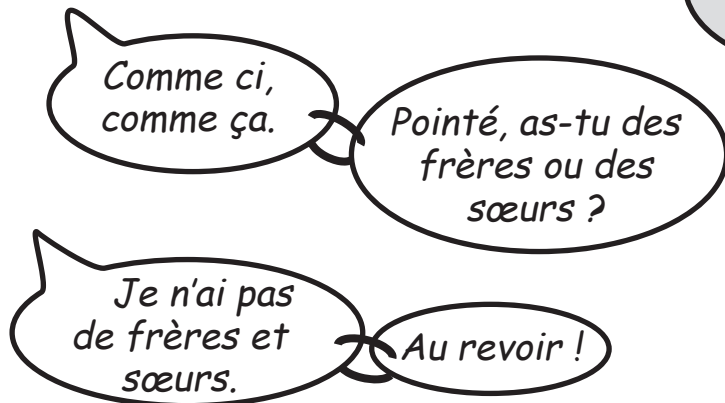 Comme ci,
comme ça.
Pointé, as-tu des
frères ou des
sœurs ?
Je n'ai pas
de frères et
sœurs.
Au revoir !